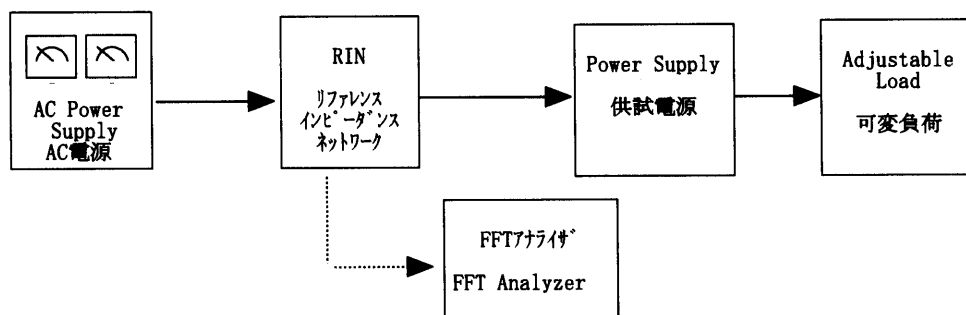 AC Power
Supply
AC電源
RIN
リファレンス
インピーダンス
ネットワーク
Power Supply
供試電源
Adjustable
Load
可変負荷
FFTアナライザ
FFT Analyzer